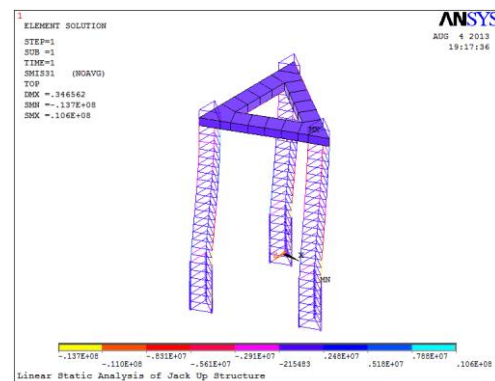 1
ELEMENT SOLUTION
STEP=1
SUB =1
TIME=1
SMIS31 (NOAVG)
TOP
DMX =.346562
SMN =-.137E+08
SMX =.106E+08
ANSYS
AUG 4 2013
19:17:36
MX
X
MN
-.137E+08
-.110E+08
-.831E+07
-.561E+07
-.291E+07
-215483
.248E+07
.518E+07
.788E+07
.106E+08
Linear Static Analysis of Jack Up Structure